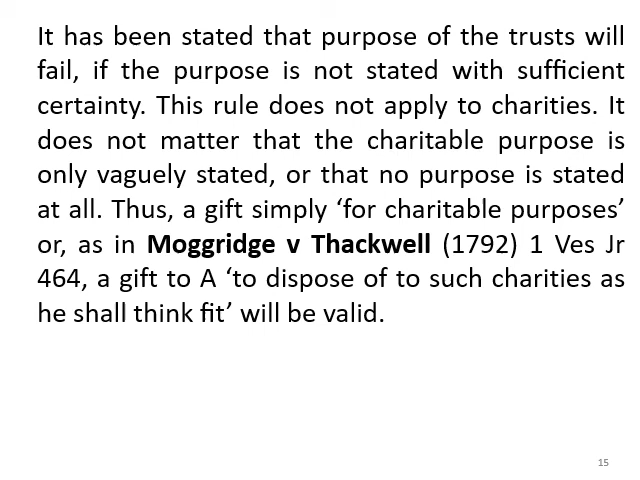 It has been stated that purpose of the trusts will
fail, if the purpose is not stated with sufficient
certainty. This rule does not apply to charities. It
does not matter that the charitable purpose is
only vaguely stated, or that no purpose is stated
at all. Thus, a gift simply ‘for charitable purposes’
or, as in Moggridge v Thackwell (1792) 1 Ves Jr
464, a gift to A ‘to dispose of to such charities as
he shall think fit’ will be valid.
15